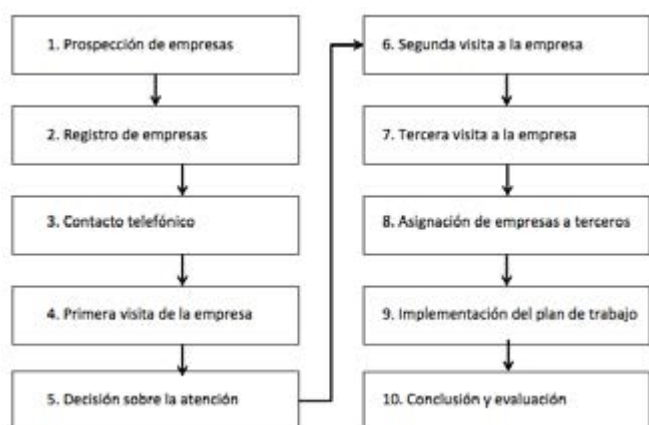 1. Prospección de empresas
2. Registro de empresas
3. Contacto telefónico
4. Primera visita de la empresa
5. Decisión sobre la atención
6. Segunda visita a la empresa
7. Tercera visita a la empresa
8. Asignación de empresas a terceros
9. Implementación del plan de trabajo
10. Conclusión y evaluación